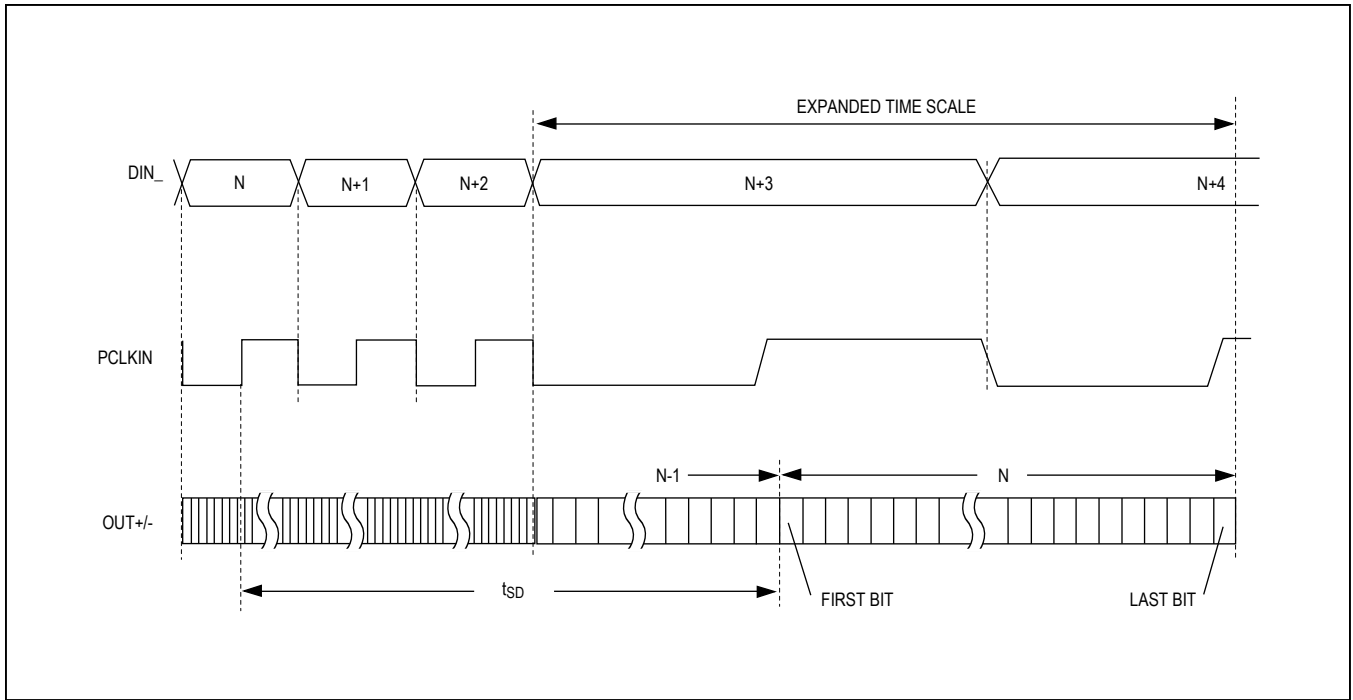 EXPANDED TIME SCALE
DIN_
N
N+1
N+2
N+3
N+4
PCLKIN
N-1
N
OUT+/-
tSD
FIRST BIT
LAST BIT